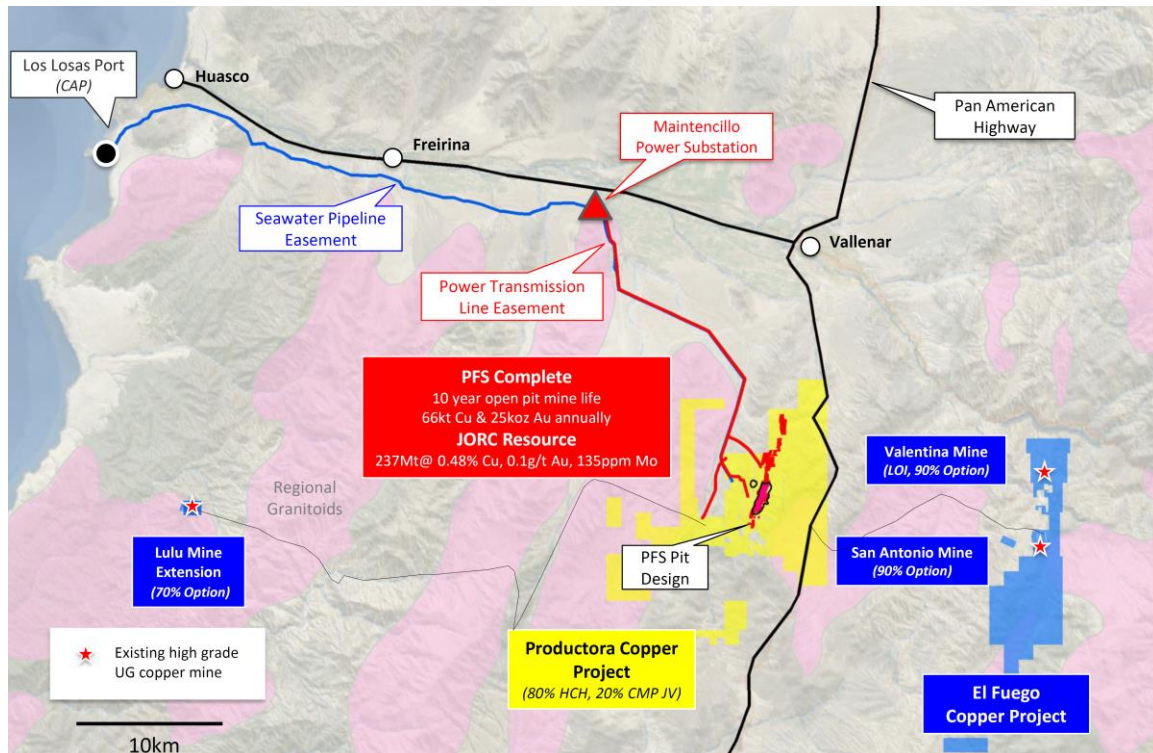 Los Losas Port
(CAP)
Huasco
Freirina
Maintencillo
Power Substation
Pan American
Highway
Seawater Pipeline
Easement
Vallenar
Power Transmission
Line Easement
PFS Complete
10 year open pit mine life
66kt Cu & 25koz Au annually
JORC Resource
237Mt@ 0.48% Cu, 0.1g/t Au, 135ppm Mo
Valentina Mine
(LOI, 90% Option)
Regional
Granitoids
Lulu Mine
Extension
(70% Option)
PFS Pit
Design
San Antonio Mine
(90% Option)
Existing high grade
UG copper mine
Productora Copper
Project
(80% HCH, 20% CMP JV)
El Fuego
Copper Project
10km